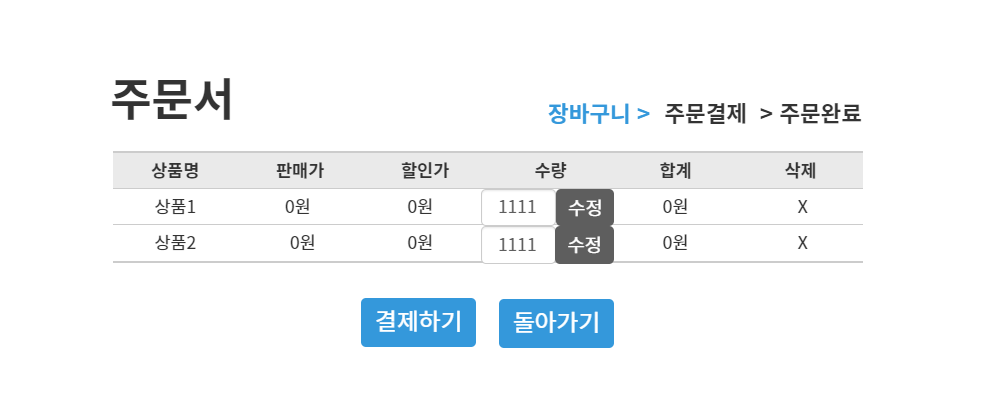 주문서
장바구니 > 주문결제 > 주문완료
상품명 판매가 할인가 수량 합계 삭제
상품1 0원 0원 1111 수정 0원 X
상품2 0원 0원 1111 수정 0원 X
결제하기 돌아가기